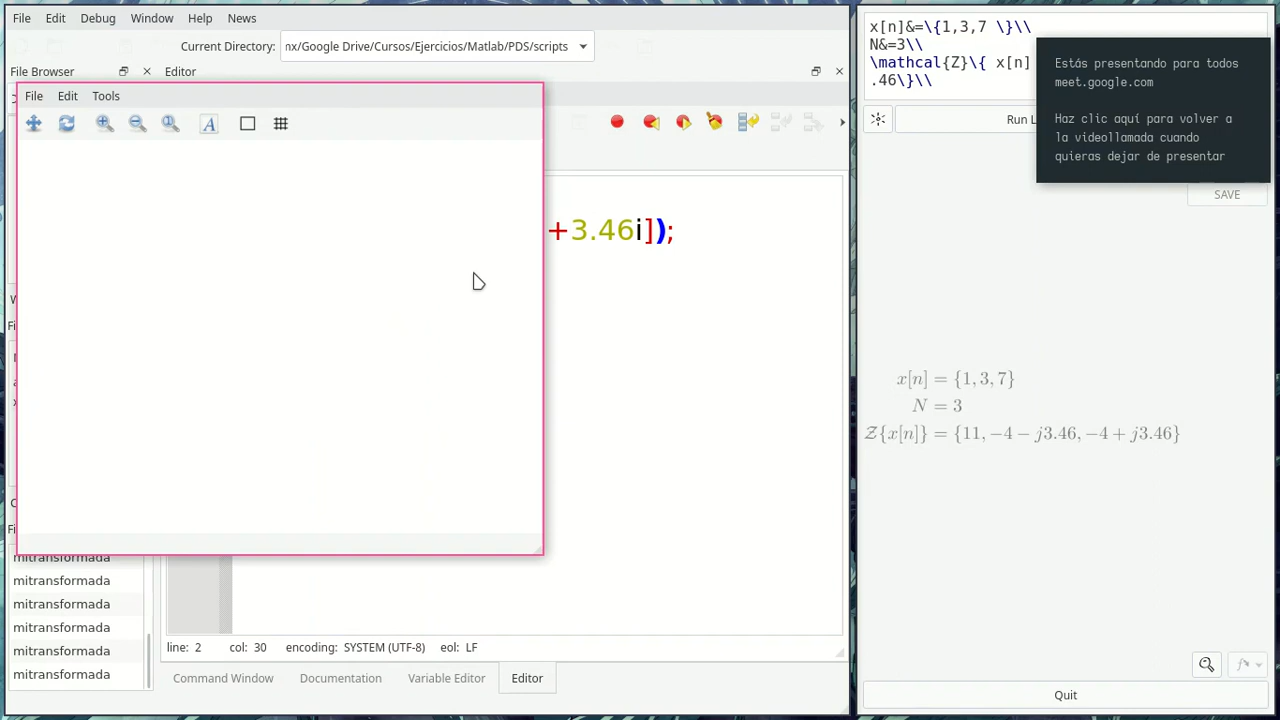 File Edit Debug Window Help News
Current Directory: nx/Google Drive/Cursos/Ejercicios/Matlab/PDS/scripts
File Browser
Editor
File Edit Tools
A
+3.46i]);
mitransformada
mitransformada
mitransformada
mitransformada
mitransformada
mitransformada
line: 2 col: 30 encoding: SYSTEM (UTF-8) eol: LF
Command Window Documentation Variable Editor Editor
x[n]&=\{1,3,7 \}\\
N&=3\\
\mathcal{Z}\{ x[n]
.46\}\\
Estás presentando para todos
meet.google.com
Haz clic aquí para volver a
la videollamada cuando
quieras dejar de presentar
Run L
SAVE
x[n] = {1, 3, 7}
N = 3
Z{x[n]} = {11, −4 − j3.46, −4 + j3.46}
Quit